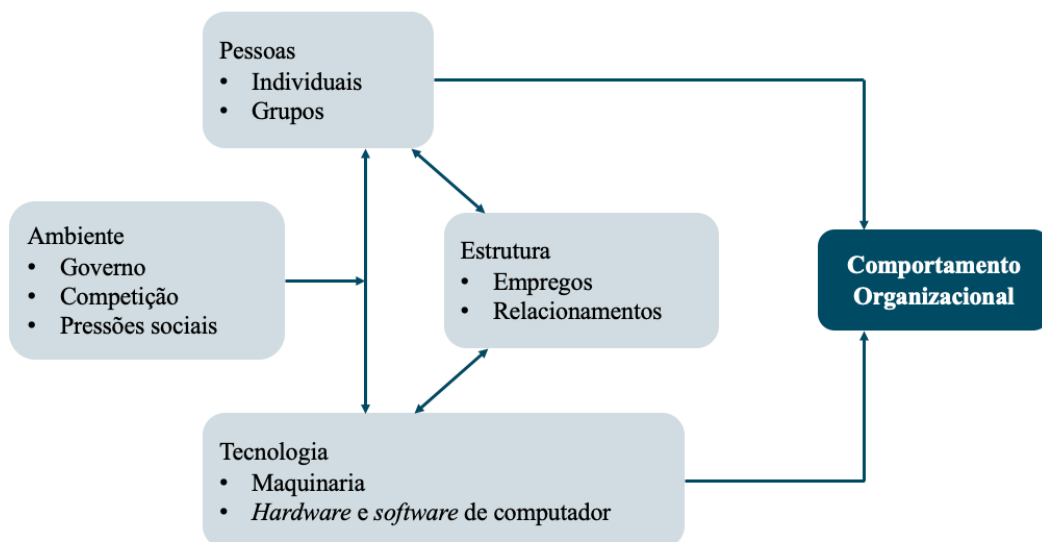 Pessoas
• Individuais
• Grupos
Ambiente
• Governo
• Competição
• Pressões sociais
Estrutura
• Empregos
• Relacionamentos
Comportamento
Organizacional
Tecnologia
• Maquinaria
• Hardware e software de computador